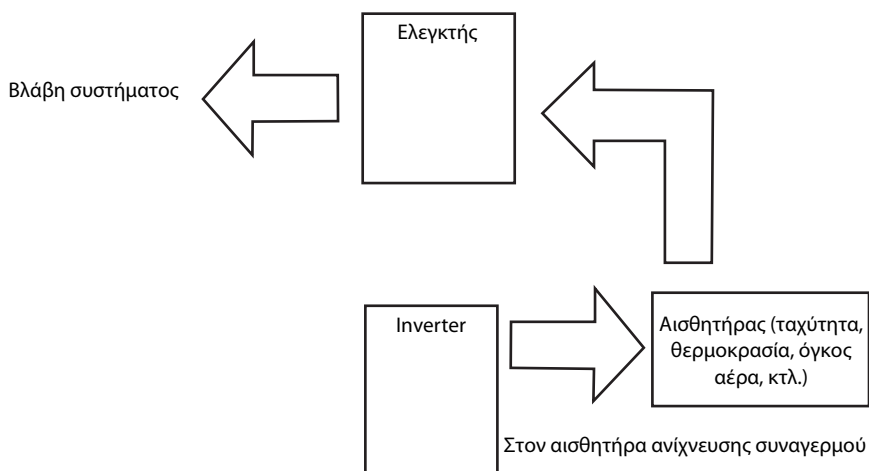 Ελεγκτής
Βλάβη συστήματος
Inverter
Αισθητήρας (ταχύτητα,
θερμοκρασία, όγκος
αέρα, κτλ.)
Στον αισθητήρα ανίχνευσης συναγερμού